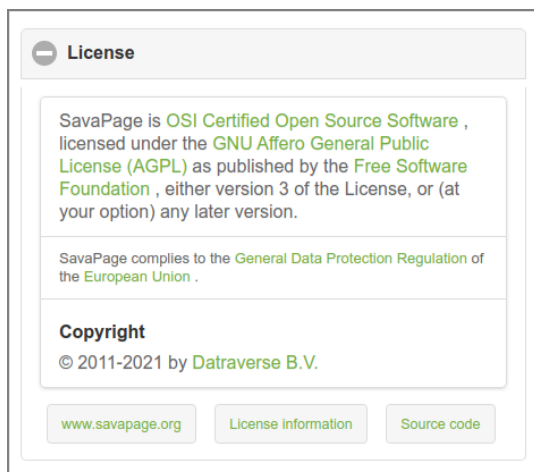 License
SavaPage is OSI Certified Open Source Software ,
licensed under the GNU Affero General Public
License (AGPL) as published by the Free Software
Foundation , either version 3 of the License, or (at
your option) any later version.
SavaPage complies to the General Data Protection Regulation of
the European Union .
Copyright
© 2011-2021 by Datraverse B.V.
www.savapage.org License information Source code